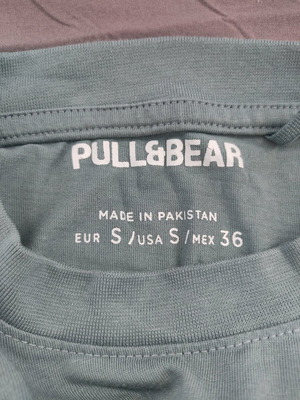 PULL&BEAR
MADE IN PAKISTAN
EUR S/USA S/MEX 36